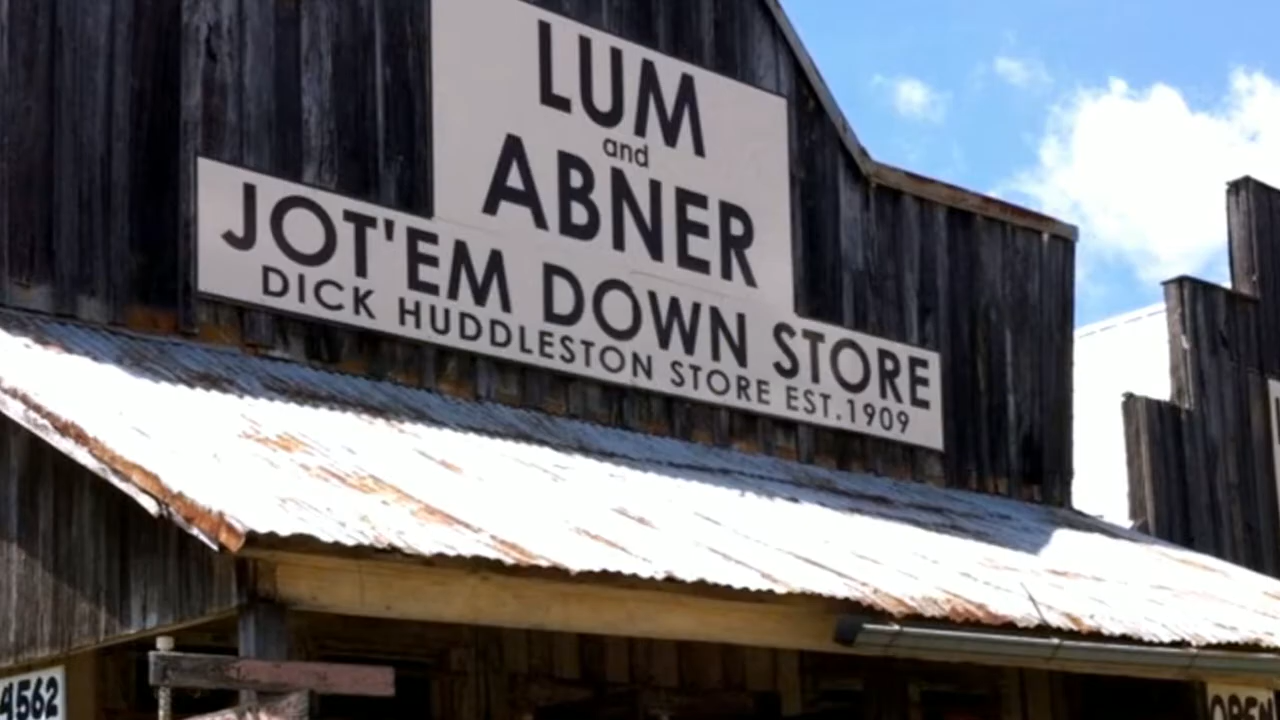 LUM
and
ABNER
JOT'EM DOWN STORE
DICK HUDDLESTON STORE EST.1909
4562
OPEN